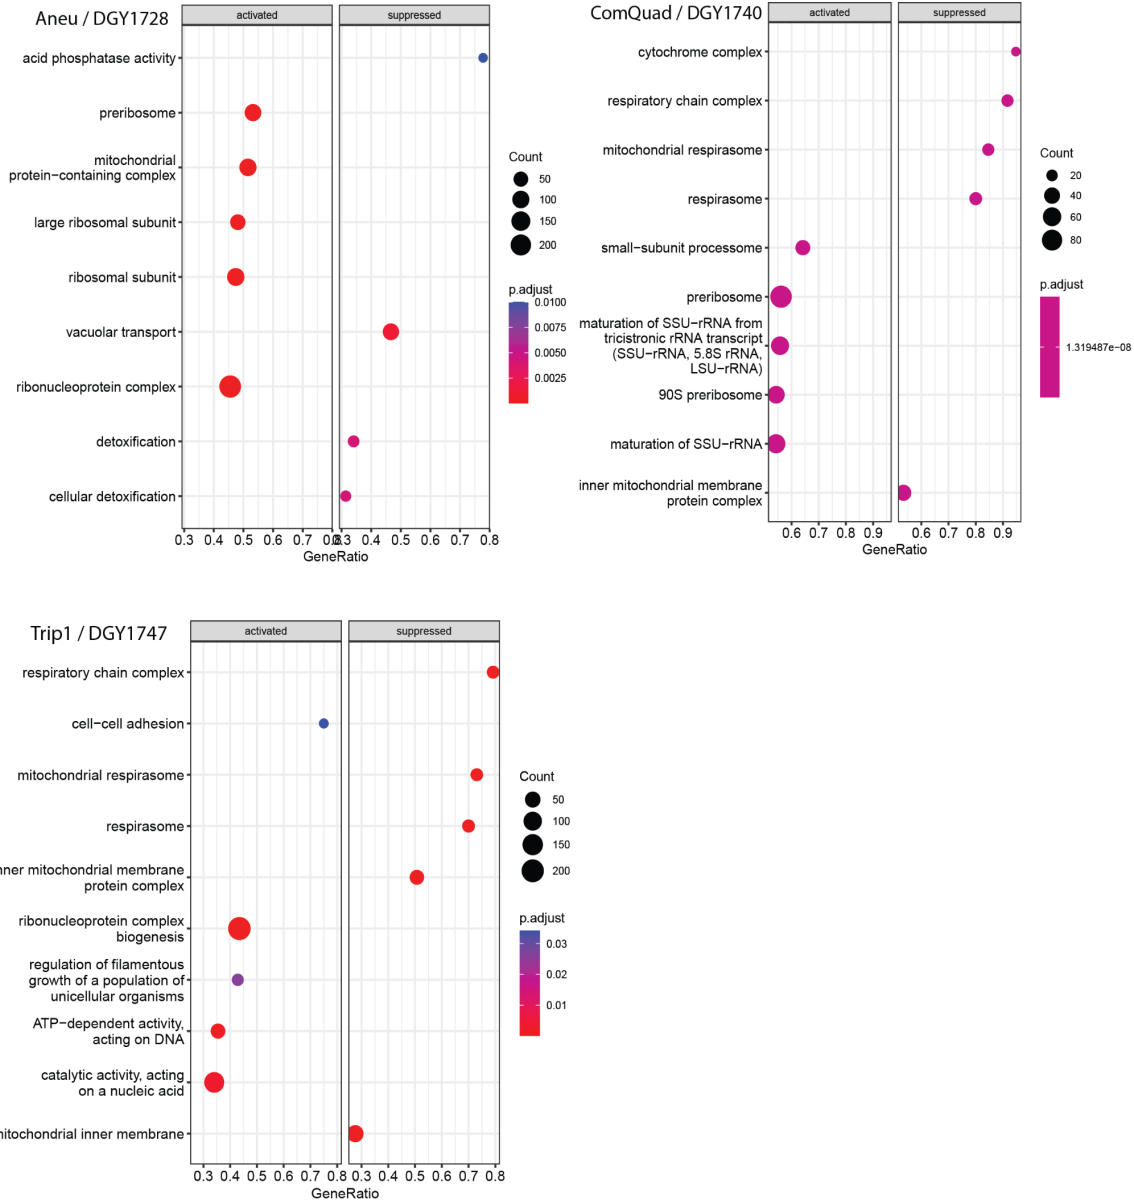 Aneu / DGY1728
activated
suppressed
acid phosphatase activity
preribosome
mitochondrial
protein−containing complex
large ribosomal subunit
ribosomal subunit
vacuolar transport
ribonucleoprotein complex
detoxification
cellular detoxification
0.3 0.4 0.5 0.6 0.7 0.8
0.3 0.4 0.5 0.6 0.7 0.8
GeneRatio
Count
50
100
150
200
p.adjust
0.0100
0.0075
0.0050
0.0025
ComQuad / DGY1740
activated
suppressed
cytochrome complex
respiratory chain complex
mitochondrial respirasome
respirasome
small−subunit processome
preribosome
maturation of SSU−rRNA from
tricistronic rRNA transcript
(SSU−rRNA, 5.8S rRNA,
LSU−rRNA)
90S preribosome
maturation of SSU−rRNA
inner mitochondrial membrane
protein complex
0.6 0.7 0.8 0.9
0.6 0.7 0.8 0.9
GeneRatio
Count
20
40
60
80
p.adjust
1.319487e−08
Trip1 / DGY1747
activated
suppressed
respiratory chain complex
cell−cell adhesion
mitochondrial respirasome
respirasome
nner mitochondrial membrane
protein complex
ribonucleoprotein complex
biogenesis
regulation of filamentous
growth of a population of
unicellular organisms
ATP−dependent activity,
acting on DNA
catalytic activity, acting
on a nucleic acid
mitochondrial inner membrane
0.3 0.4 0.5 0.6 0.7 0.8
0.3 0.4 0.5 0.6 0.7 0.8
GeneRatio
Count
50
100
150
200
p.adjust
0.03
0.02
0.01